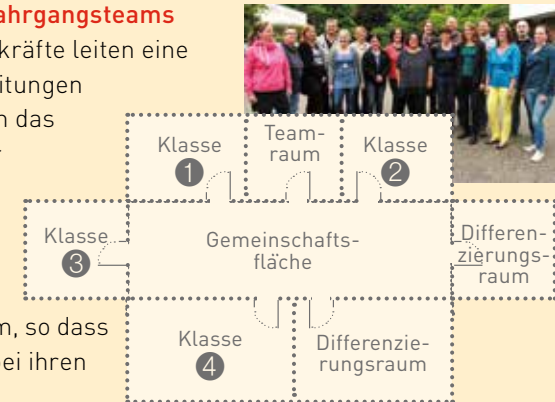 ahrgangsteams
kräfte leiten eine
itungen
das
Klasse
1
Team-
raum
Klasse
2
Klasse
3
Gemeinschafts-
fläche
Differen-
zierungs-
raum
so dass
bei ihren
Klasse
4
Differenzie-
rungsraum